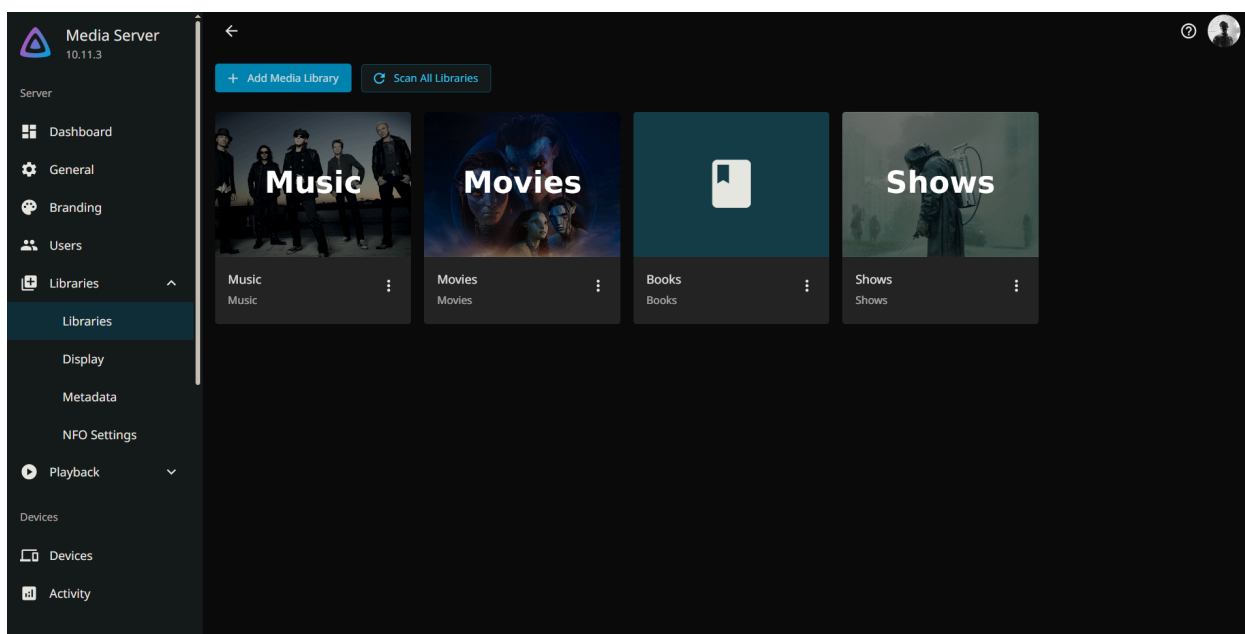 Media Server
10.11.3
Server
Dashboard
General
Branding
Users
Libraries
Libraries
Display
Metadata
NFO Settings
Playback
Devices
Devices
Activity
+ Add Media Library
Scan All Libraries
Music
Music
Music
Movies
Movies
Movies
Books
Books
Shows
Shows
Shows